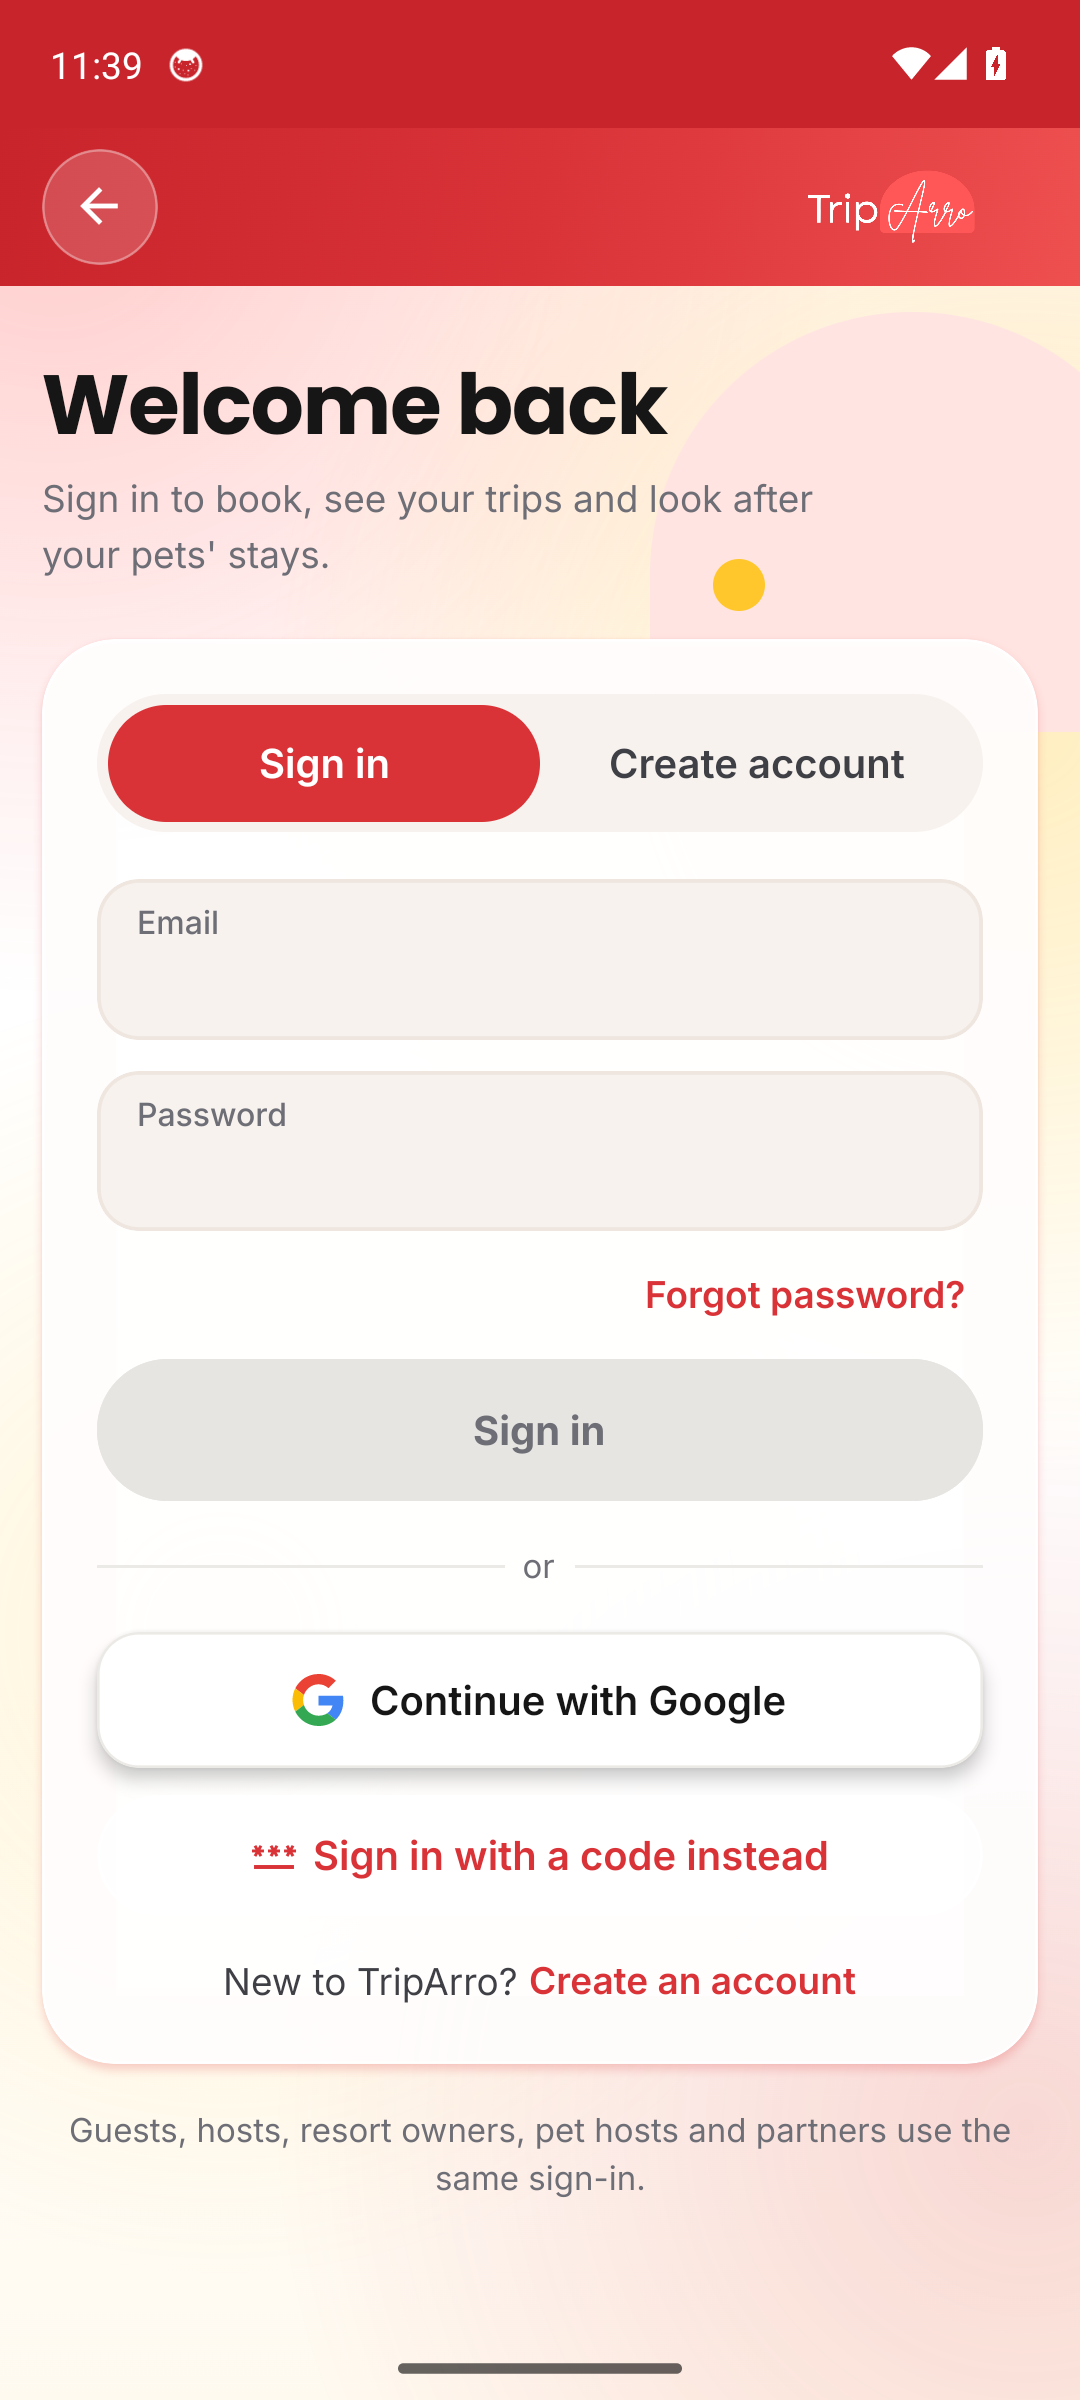 11:39
Trip Arro
Welcome back
Sign in to book, see your trips and look after
your pets' stays.
Sign in
Create account
Email
Password
Forgot password?
Sign in
or
Continue with Google
*** Sign in with a code instead
New to TripArro? Create an account
Guests, hosts, resort owners, pet hosts and partners use the
same sign-in.